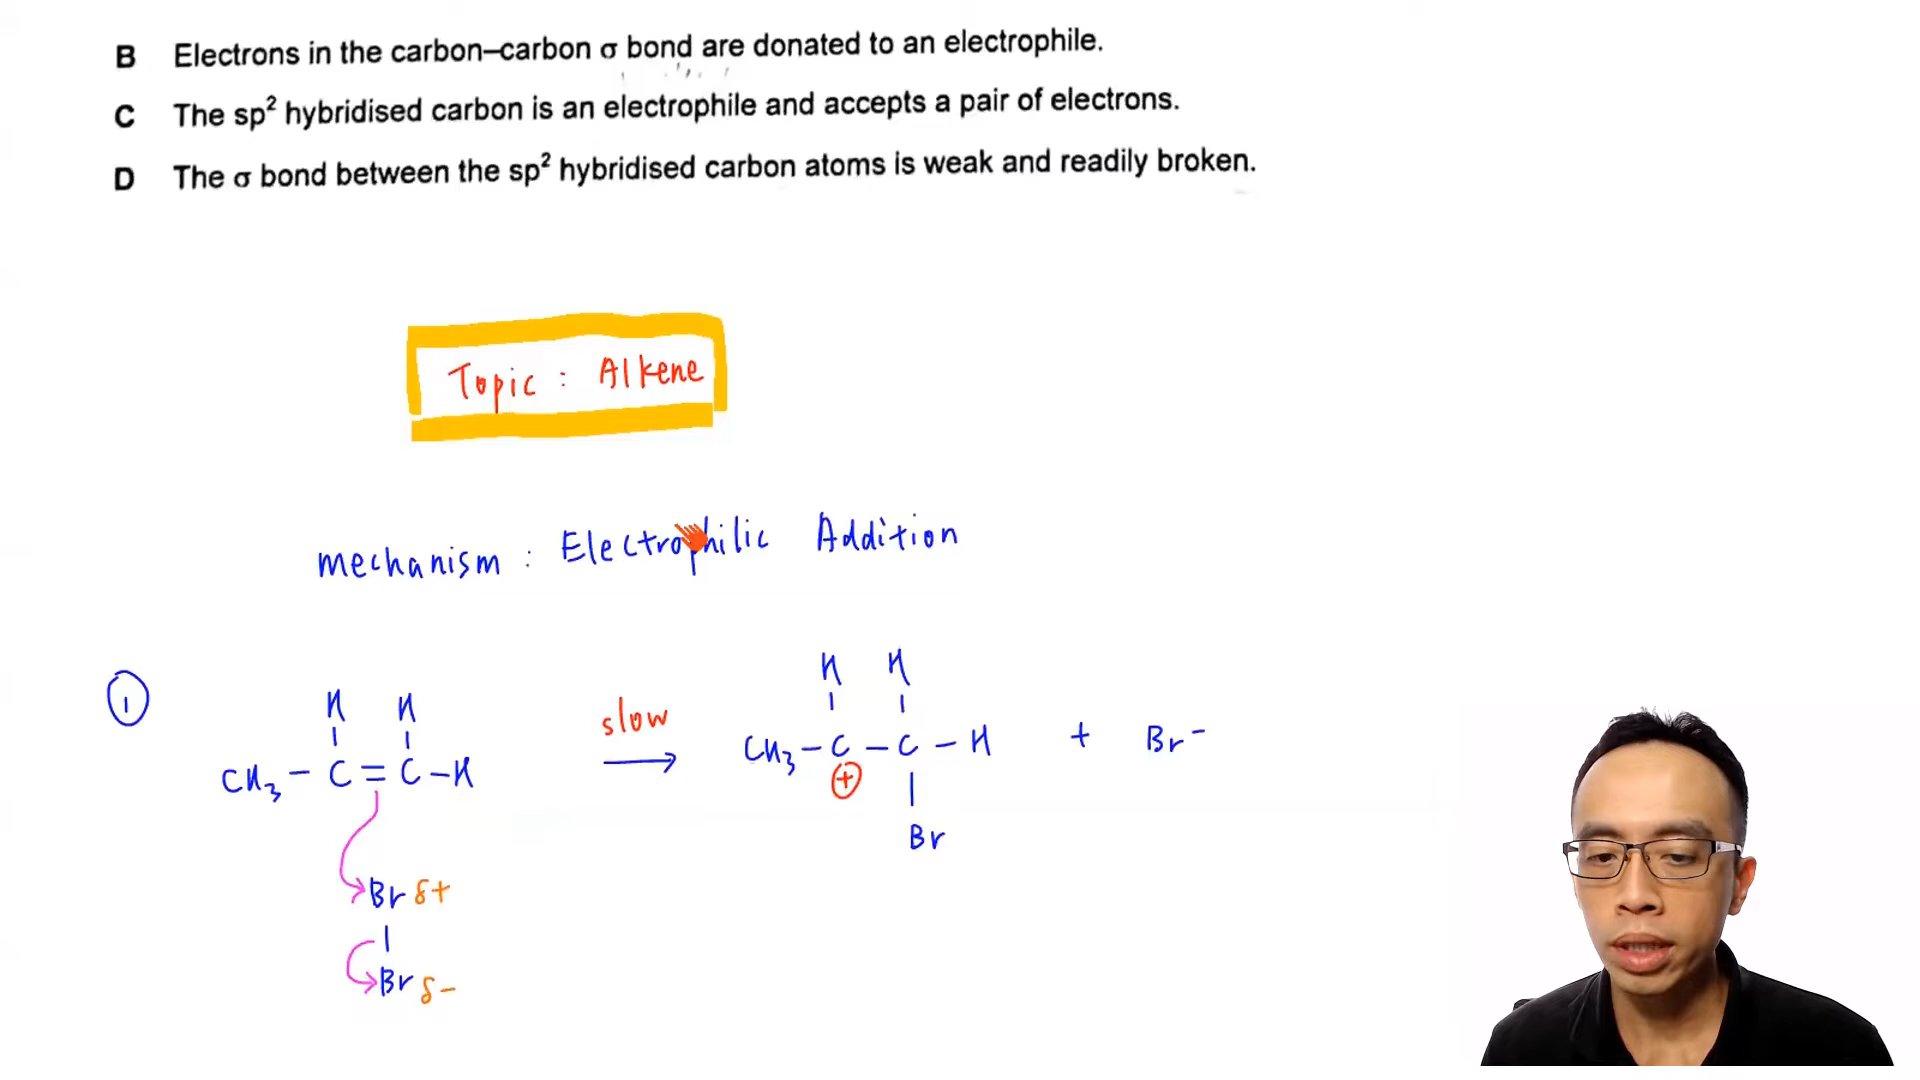 B Electrons in the carbon–carbon σ bond are donated to an electrophile.
C The sp² hybridised carbon is an electrophile and accepts a pair of electrons.
D The σ bond between the sp² hybridised carbon atoms is weak and readily broken.
Topic : Alkene
mechanism : Electrophilic Addition
①
H H
CH₃ – C = C – H
Br δ+
Br δ−
slow
H H
CH₃ – C – C – H + Br⁻
⊕
Br